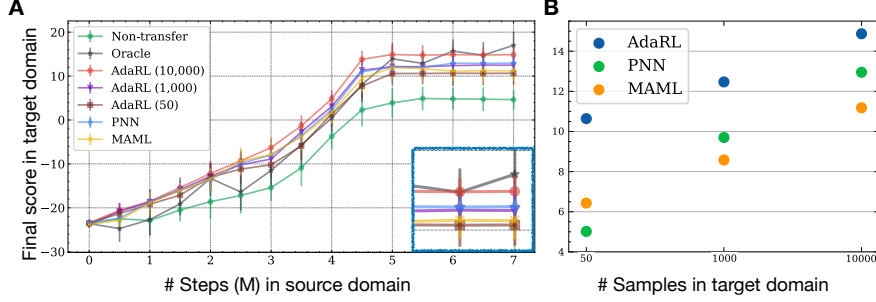 A
Final score in target domain
20
10
0
−10
−20
−30
Non-transfer
Oracle
AdaRL (10,000)
AdaRL (1,000)
AdaRL (50)
PNN
MAML
0 1 2 3 4 5 6 7
# Steps (M) in source domain
B
14
12
10
8
6
4
AdaRL
PNN
MAML
50 1000 10000
# Samples in target domain